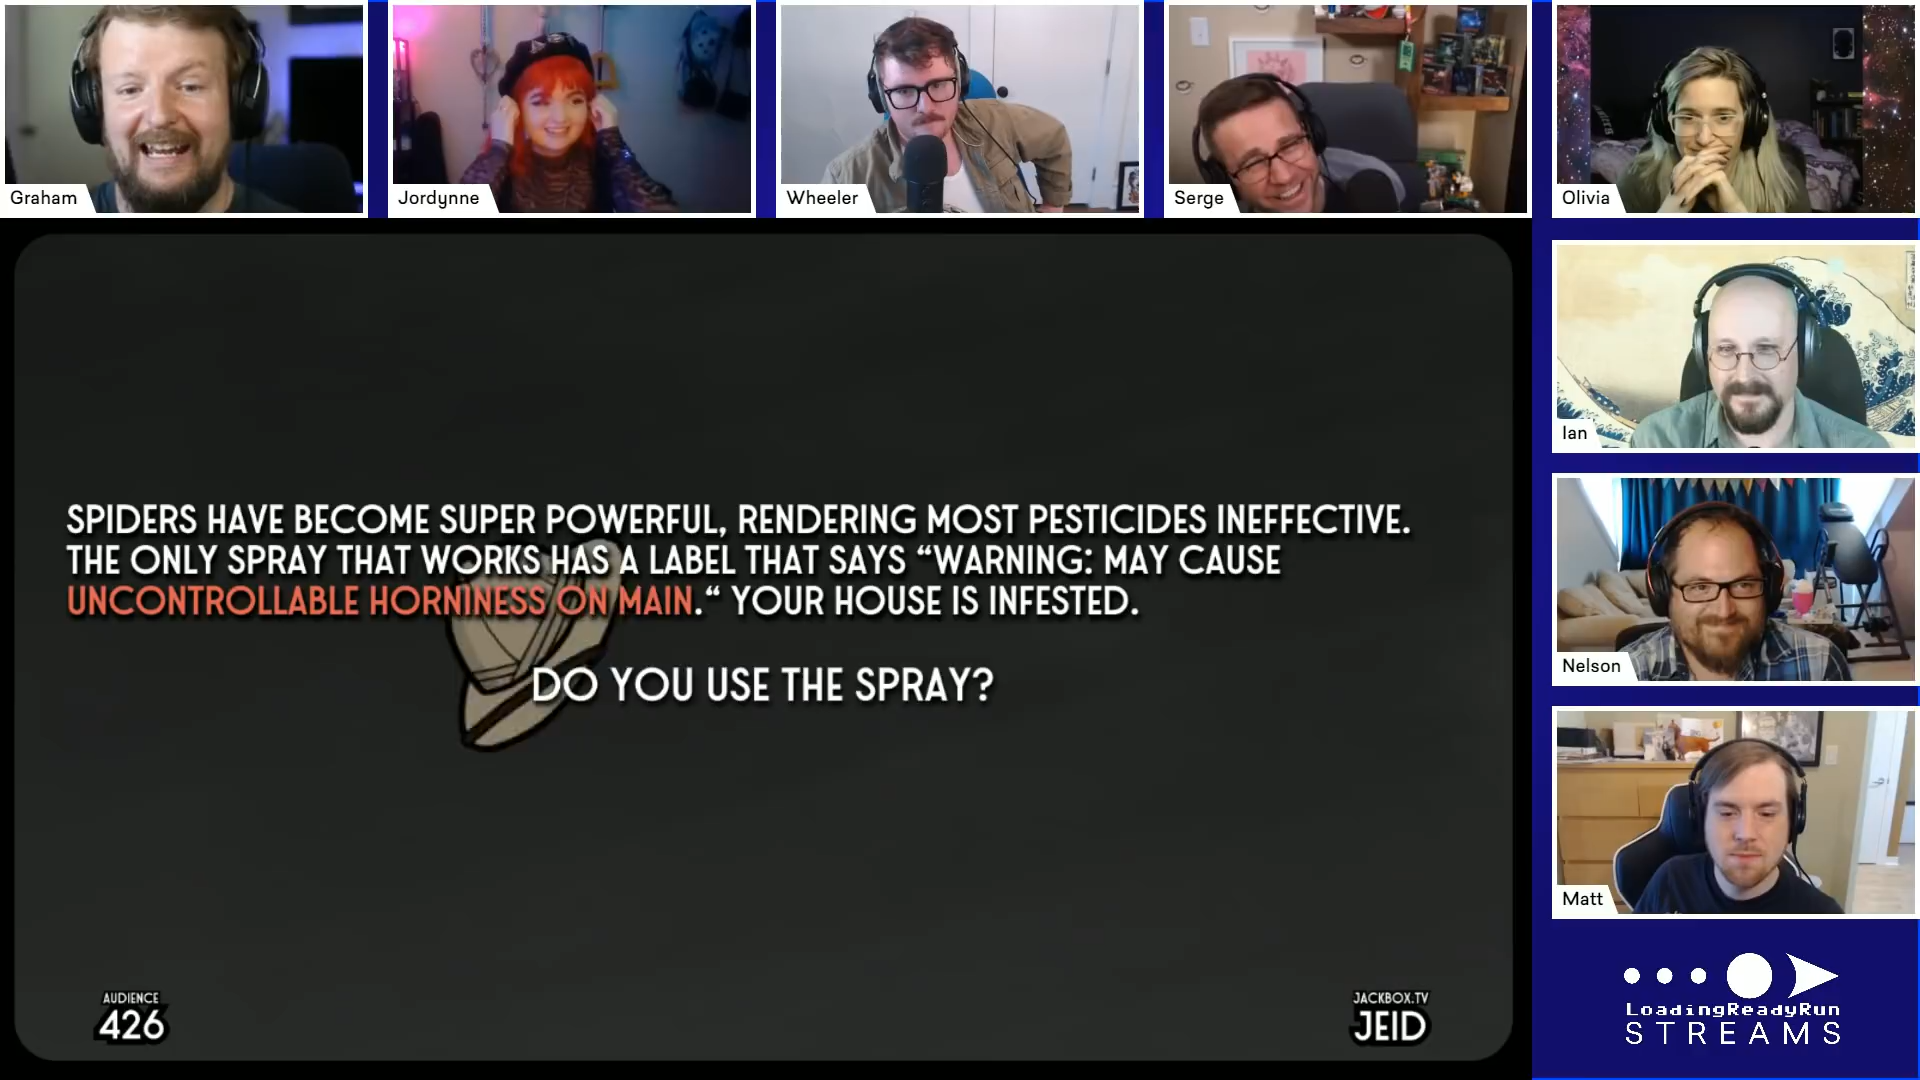 Graham
Jordynne
Wheeler
Serge
Olivia
Ian
Nelson
Matt
SPIDERS HAVE BECOME SUPER POWERFUL, RENDERING MOST PESTICIDES INEFFECTIVE.
THE ONLY SPRAY THAT WORKS HAS A LABEL THAT SAYS “WARNING: MAY CAUSE
UNCONTROLLABLE HORNINESS ON MAIN.“ YOUR HOUSE IS INFESTED.
DO YOU USE THE SPRAY?
AUDIENCE
426
JACKBOX.TV
JEID
LoadingReadyRun
STREAMS